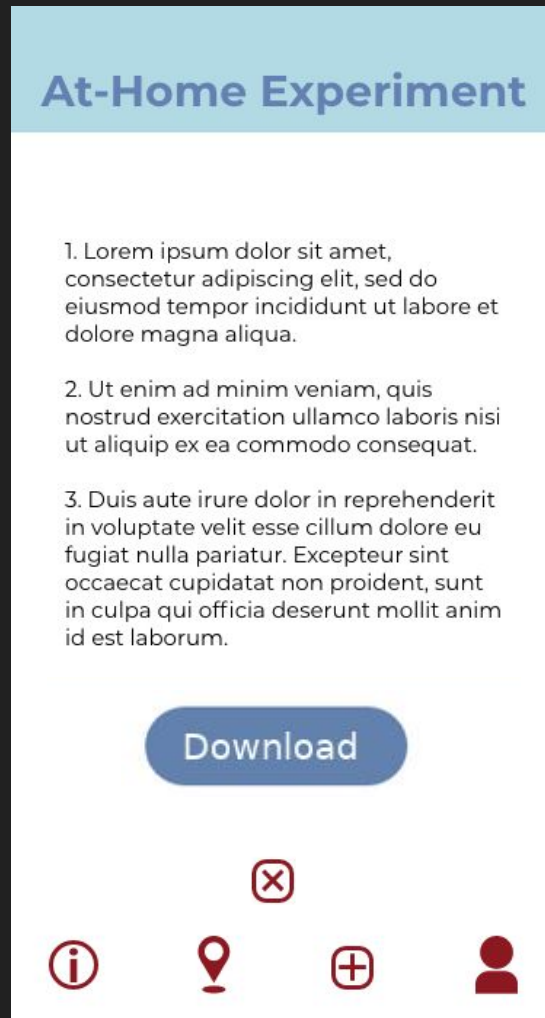 At-Home Experiment
1. Lorem ipsum dolor sit amet,
consectetur adipiscing elit, sed do
eiusmod tempor incididunt ut labore et
dolore magna aliqua.
2. Ut enim ad minim veniam, quis
nostrud exercitation ullamco laboris nisi
ut aliquip ex ea commodo consequat.
3. Duis aute irure dolor in reprehenderit
in voluptate velit esse cillum dolore eu
fugiat nulla pariatur. Excepteur sint
occaecat cupidatat non proident, sunt
in culpa qui officia deserunt mollit anim
id est laborum.
Download